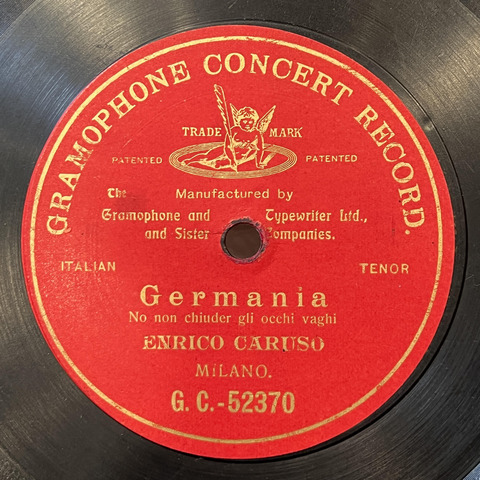 GRAMOPHONE CONCERT RECORD.
TRADE MARK
PATENTED PATENTED
The Manufactured by
Gramophone and Typewriter Ltd.,
and Sister Companies.
ITALIAN TENOR
Germania
No non chiuder gli occhi vaghi
ENRICO CARUSO
MILANO.
G. C.-52370